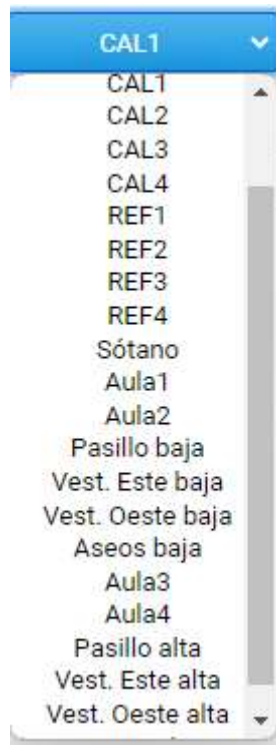 CAL1
CAL1
CAL2
CAL3
CAL4
REF1
REF2
REF3
REF4
Sótano
Aula1
Aula2
Pasillo baja
Vest. Este baja
Vest. Oeste baja
Aseos baja
Aula3
Aula4
Pasillo alta
Vest. Este alta
Vest. Oeste alta